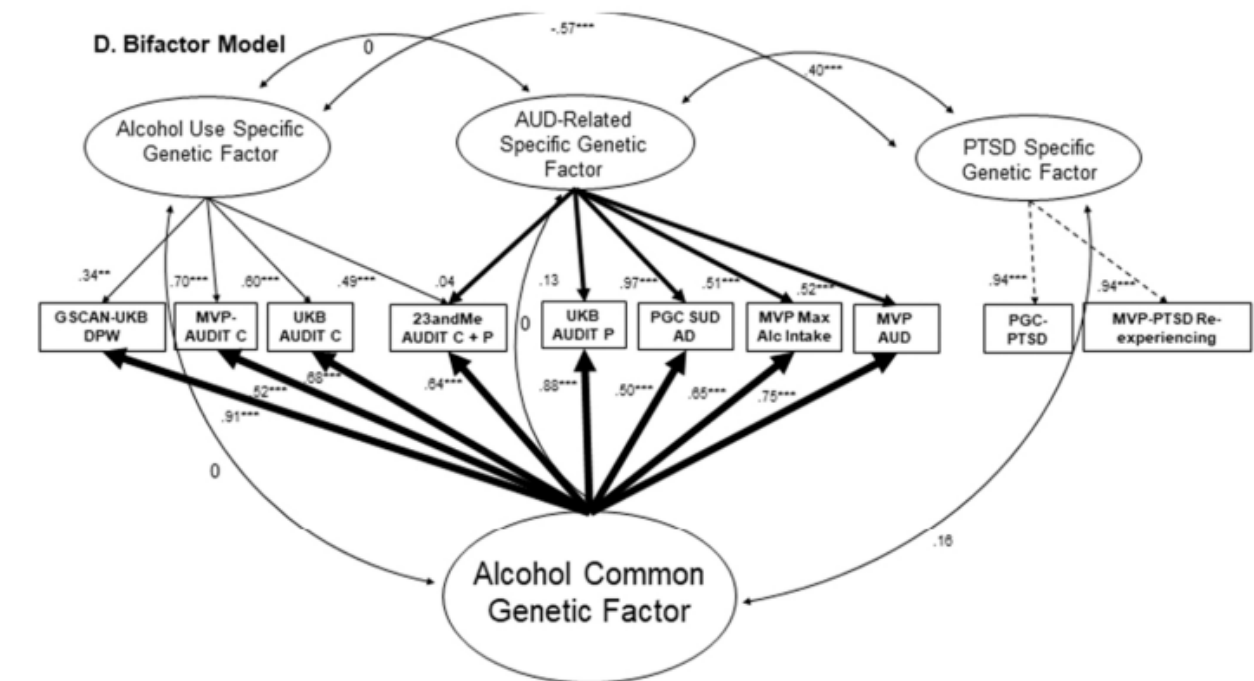 D. Bifactor Model
0
-.57***
.40***
Alcohol Use Specific
Genetic Factor
AUD-Related
Specific Genetic
Factor
PTSD Specific
Genetic Factor
.34**
.70***
.60***
.49***
.04
.13
.97***
.51***
.52***
.94***
.94***
GSCAN-UKB
DPW
MVP-
AUDIT C
UKB
AUDIT C
23andMe
AUDIT C + P
0
UKB
AUDIT P
PGC SUD
AD
MVP Max
Alc Intake
MVP
AUD
PGC-
PTSD
MVP-PTSD Re-
experiencing
.91***
.52***
.68***
.64***
.88***
.50***
.65***
.75***
0
.16
Alcohol Common
Genetic Factor